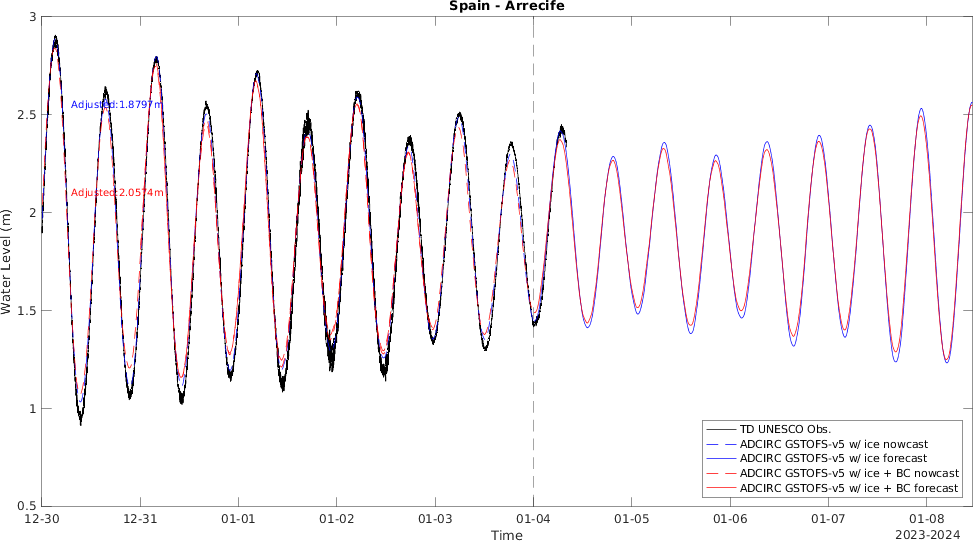 Spain - Arrecife
3
2.5
2
1.5
1
0.5
Water Level (m)
Adjusted:1.8797m
Adjusted:2.0574m
TD UNESCO Obs.
ADCIRC GSTOFS-v5 w/ ice nowcast
ADCIRC GSTOFS-v5 w/ ice forecast
ADCIRC GSTOFS-v5 w/ ice + BC nowcast
ADCIRC GSTOFS-v5 w/ ice + BC forecast
12-30 12-31 01-01 01-02 01-03 01-04 01-05 01-06 01-07 01-08
Time
2023-2024